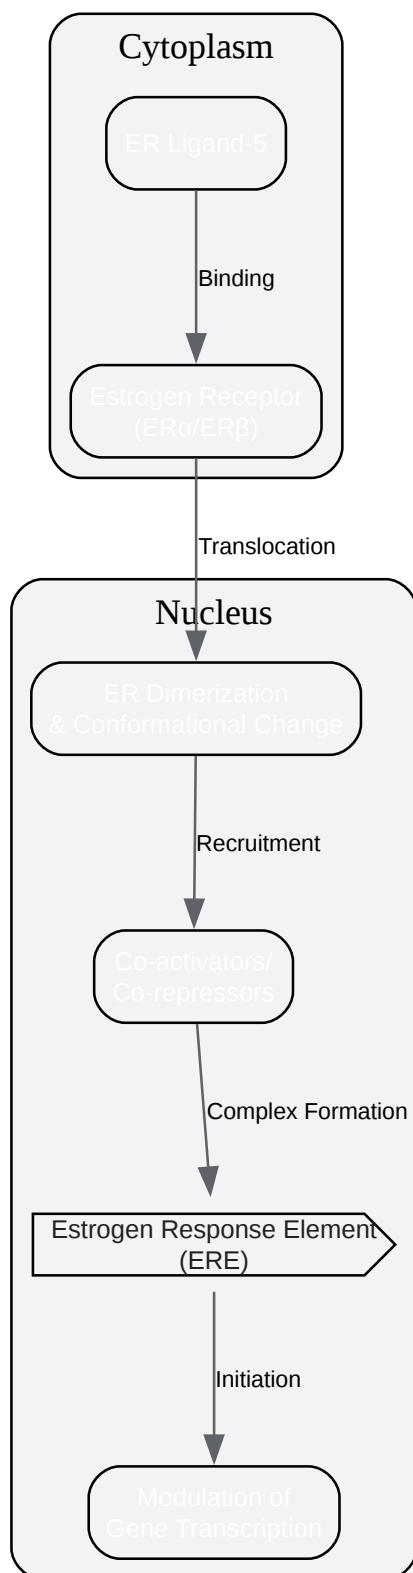 Cytoplasm
ER Ligand-5
Binding
Estrogen Receptor
(ERα/ERβ)
Translocation
Nucleus
ER Dimerization
& Conformational Change
Recruitment
Co-activators/
Co-repressors
Complex Formation
Estrogen Response Element
(ERE)
Initiation
Modulation of
Gene Transcription